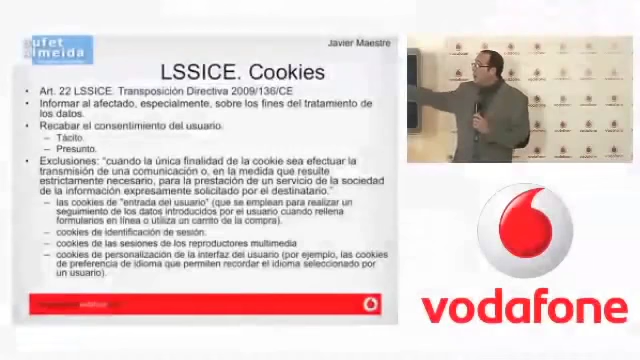 ufet
lmeida
Javier Maestre
LSSICE. Cookies
• Art. 22 LSSICE. Transposición Directiva 2009/136/CE
• Informar al afectado, especialmente, sobre los fines del tratamiento de
los datos.
• Recabar el consentimiento del usuario.
– Tácito.
– Presunto.
• Exclusiones: “cuando la única finalidad de la cookie sea efectuar la
transmisión de una comunicación o, en la medida que resulte
estrictamente necesario, para la prestación de un servicio de la sociedad
de la información expresamente solicitado por el destinatario.”
– las cookies de “entrada del usuario” (que se emplean para realizar un
seguimiento de los datos introducidos por el usuario cuando rellena
formularios en línea o utiliza un carrito de la compra).
– cookies de identificación de sesión.
– cookies de las sesiones de los reproductores multimedia
– cookies de personalización de la interfaz del usuario (por ejemplo, las cookies
de preferencia de idioma que permiten recordar el idioma seleccionado por
un usuario).
vodafone